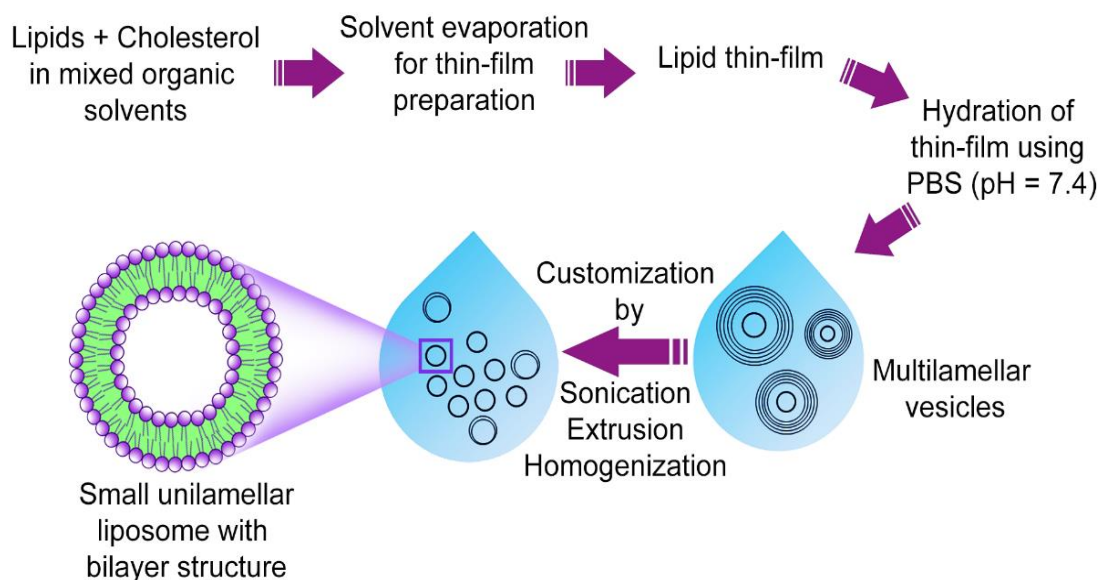 Lipids + Cholesterol
in mixed organic
solvents
Solvent evaporation
for thin-film
preparation
Lipid thin-film
Hydration of
thin-film using
PBS (pH = 7.4)
Multilamellar
vesicles
Customization
by
Sonication
Extrusion
Homogenization
Small unilamellar
liposome with
bilayer structure